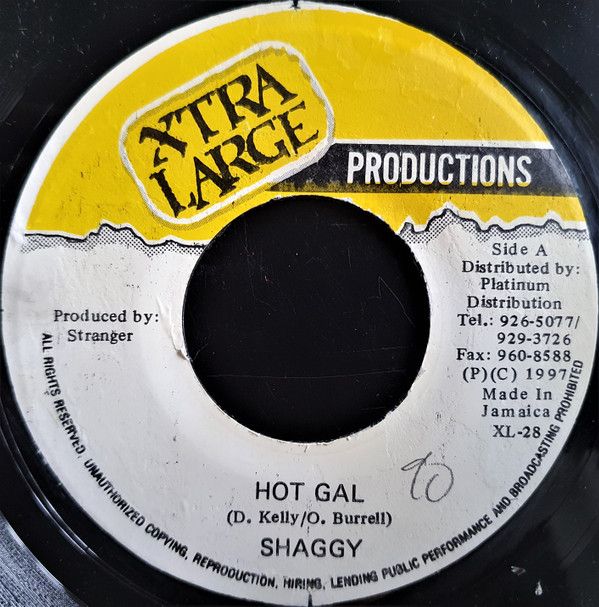 XTRA
LARGE
PRODUCTIONS
Side A
Distributed by:
Platinum
Distribution
Tel.: 926-5077/
929-3726
Fax: 960-8588
(P)(C) 1997
Made In
Jamaica
XL-28
Produced by:
Stranger
HOT GAL
(D. Kelly/O. Burrell)
SHAGGY
90
ALL RIGHTS RESERVED. UNAUTHORIZED COPYING, REPRODUCTION, HIRING, LENDING PUBLIC PERFORMANCE AND BROADCASTING PROHIBITED